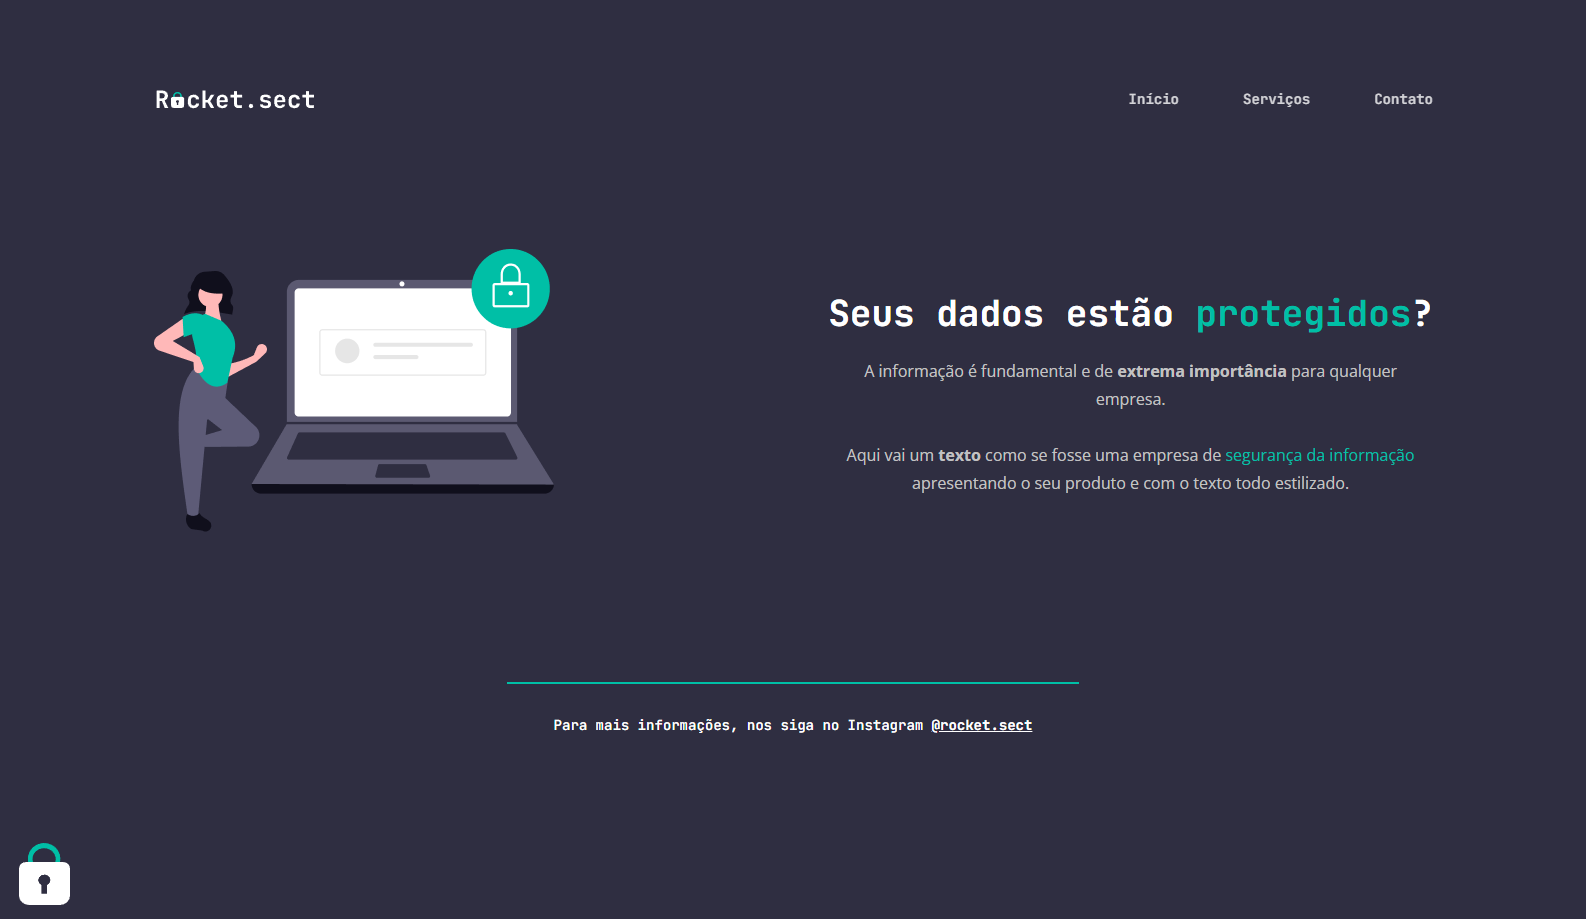 Rocket.sect
Início Serviços Contato
Seus dados estão protegidos?
A informação é fundamental e de extrema importância para qualquer
empresa.
Aqui vai um texto como se fosse uma empresa de segurança da informação
apresentando o seu produto e com o texto todo estilizado.
Para mais informações, nos siga no Instagram @rocket.sect